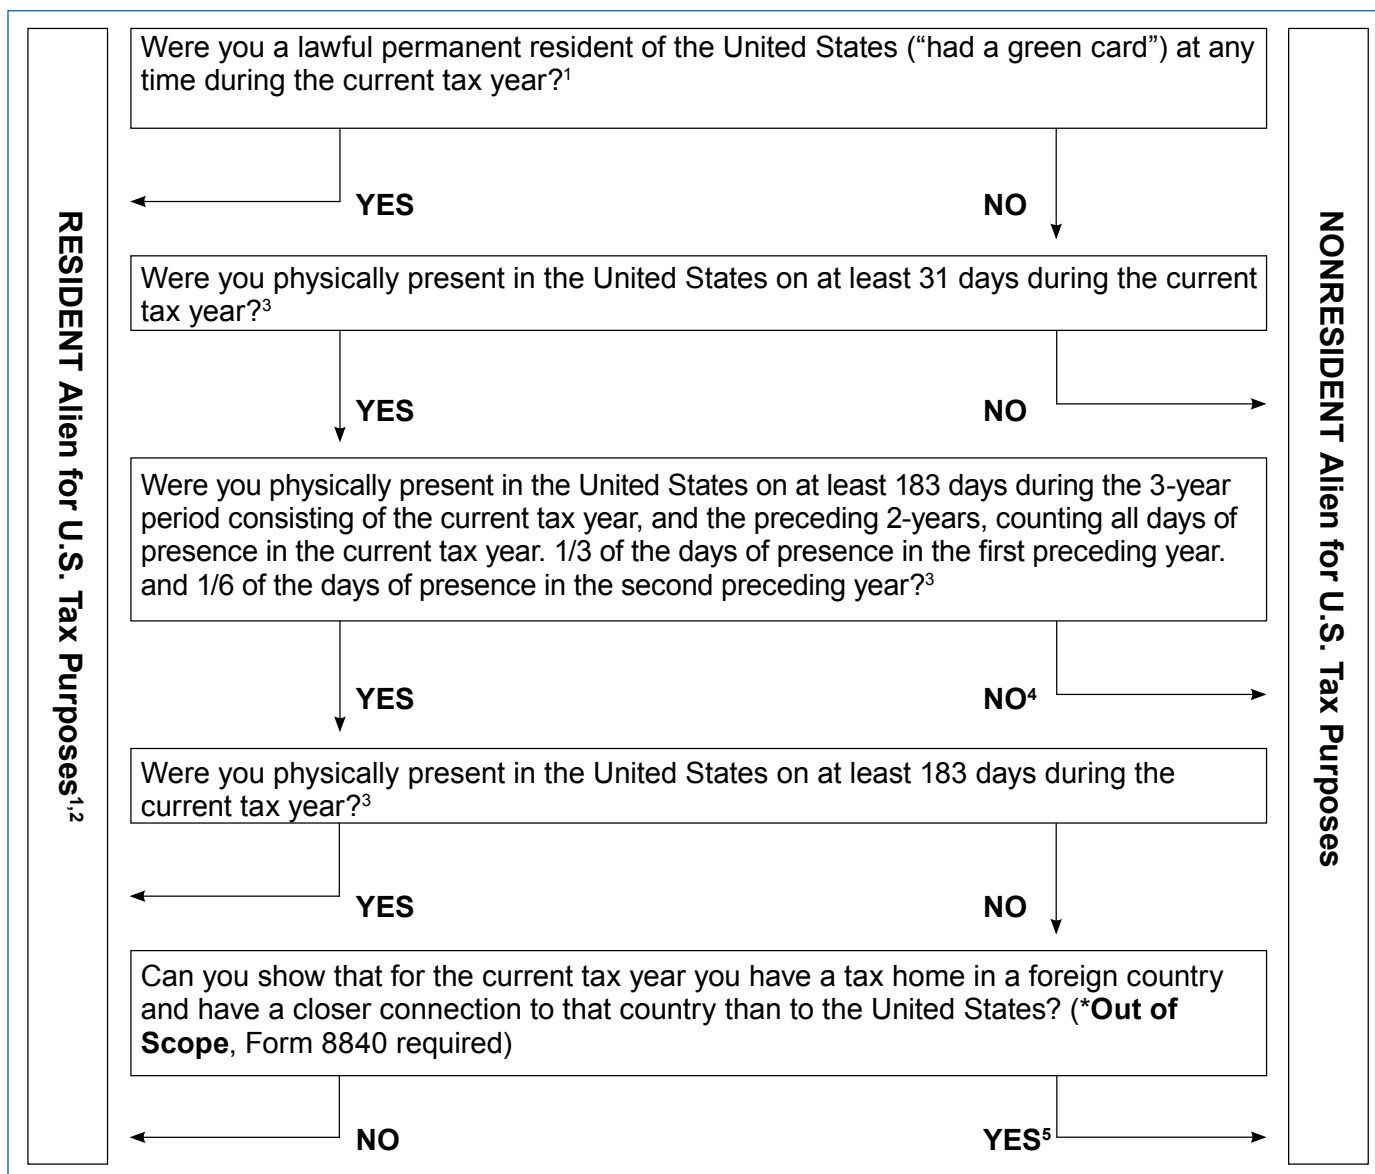 RESIDENT Alien for U.S. Tax Purposes1,2
Were you a lawful permanent resident of the United States (“had a green card”) at any
time during the current tax year?1
YES
NO
Were you physically present in the United States on at least 31 days during the current
tax year?3
YES
NO
Were you physically present in the United States on at least 183 days during the 3-year
period consisting of the current tax year, and the preceding 2-years, counting all days of
presence in the current tax year. 1/3 of the days of presence in the first preceding year.
and 1/6 of the days of presence in the second preceding year?3
YES
NO4
Were you physically present in the United States on at least 183 days during the
current tax year?3
YES
NO
Can you show that for the current tax year you have a tax home in a foreign country
and have a closer connection to that country than to the United States? (*Out of
Scope, Form 8840 required)
NO
YES5
NONRESIDENT Alien for U.S. Tax Purposes